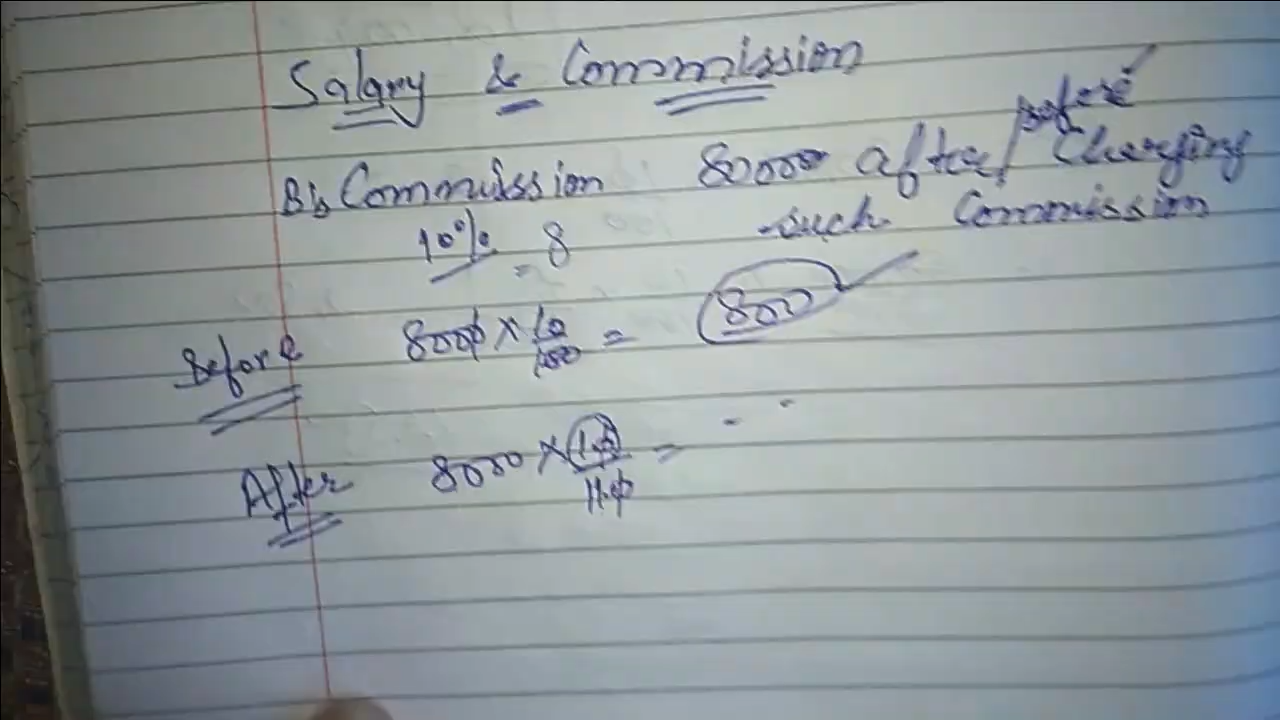 Salary & Commission
B's Commission 80000 after/before Charging
such Commission
10% = 8
Before 8000 × 10/100 = 800
After 8000 × 10/110 =